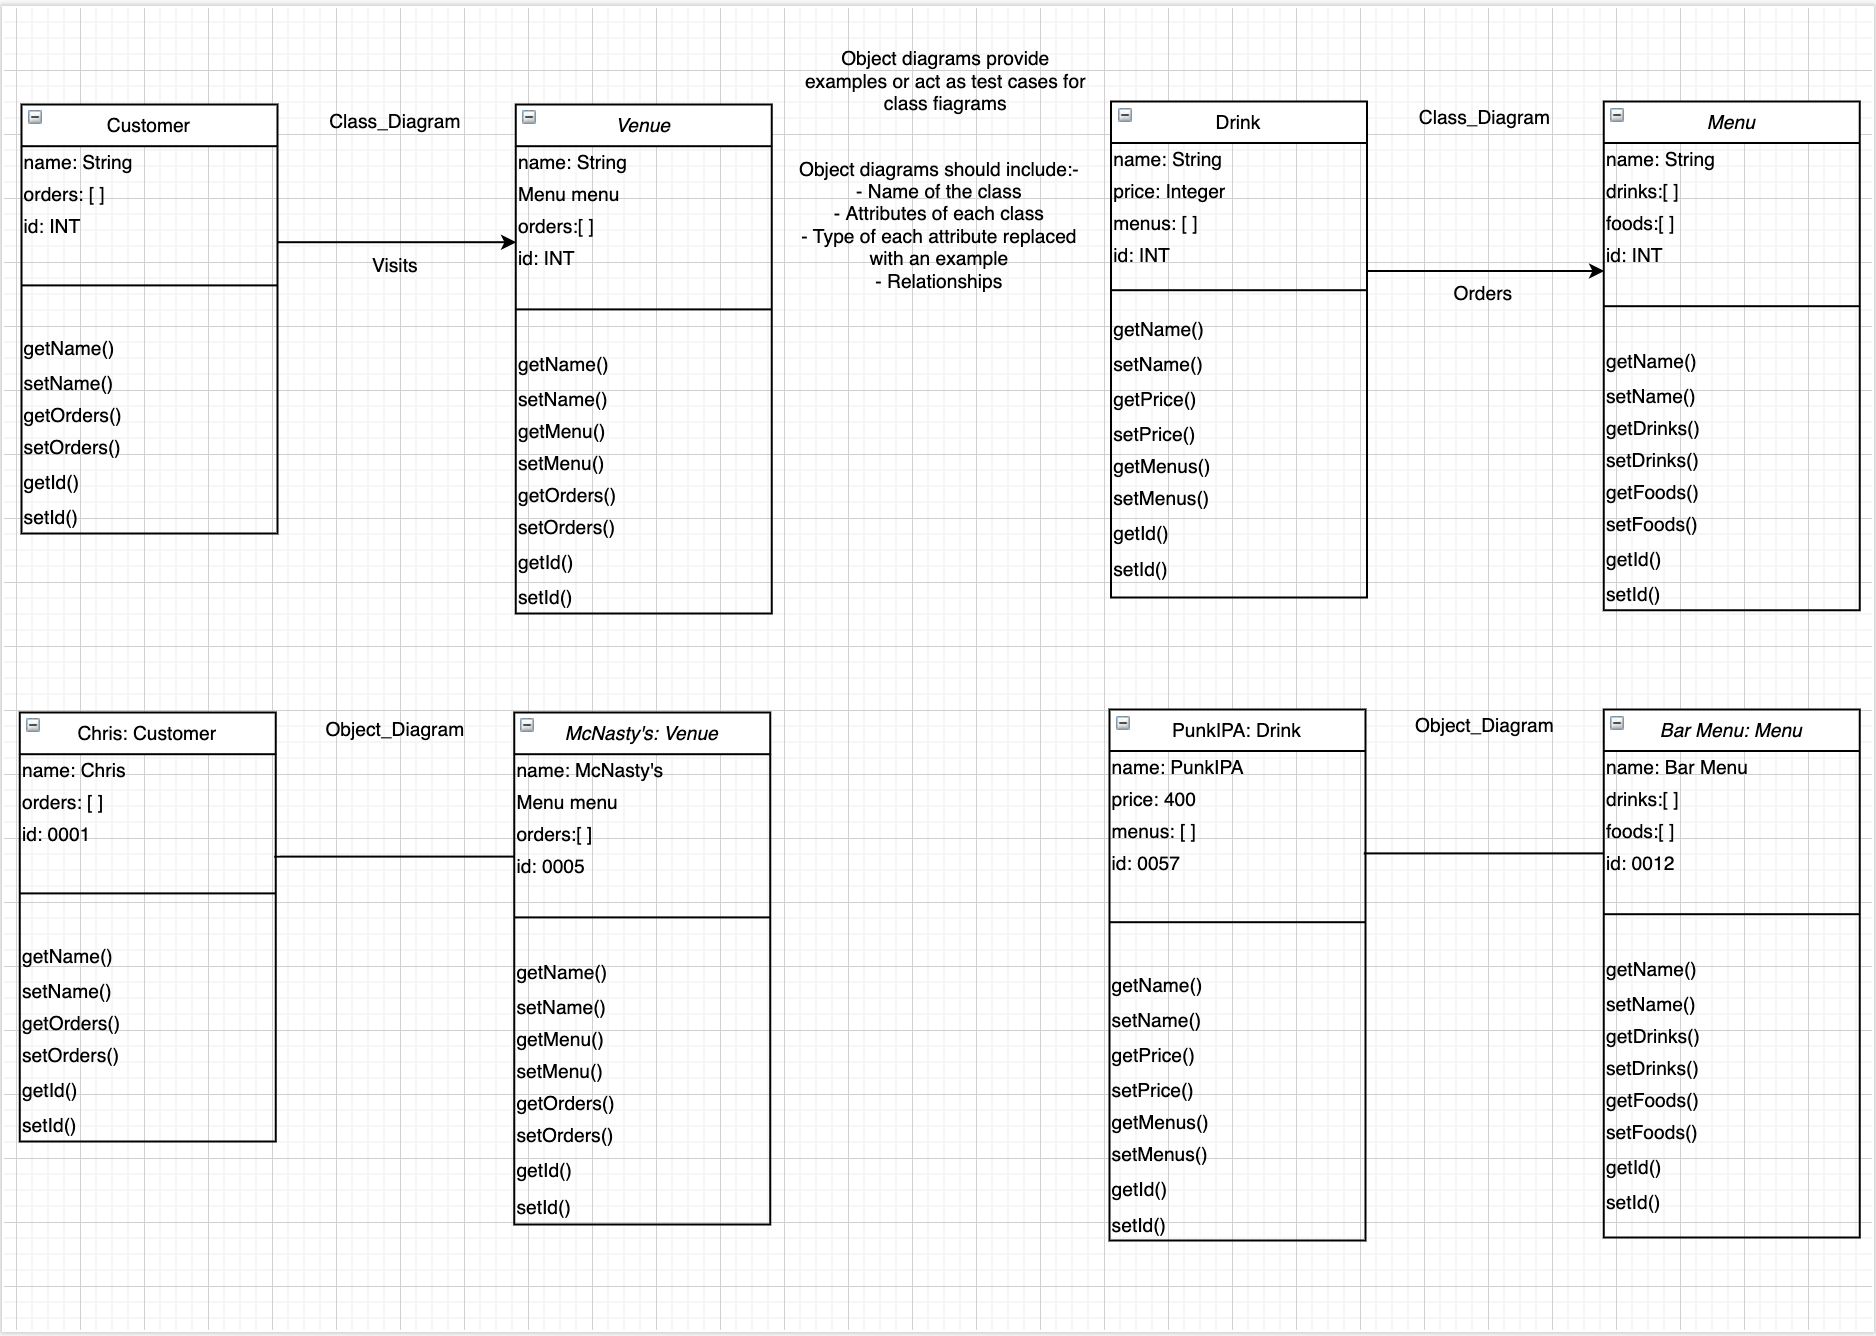 Object diagrams provide
examples or act as test cases for
class fiagrams
Object diagrams should include:-
- Name of the class
- Attributes of each class
- Type of each attribute replaced
with an example
- Relationships
Customer
name: String
orders: [ ]
id: INT
getName()
setName()
getOrders()
setOrders()
getId()
setId()
Class_Diagram
Visits
Venue
name: String
Menu menu
orders:[ ]
id: INT
getName()
setName()
getMenu()
setMenu()
getOrders()
setOrders()
getId()
setId()
Drink
name: String
price: Integer
menus: [ ]
id: INT
getName()
setName()
getPrice()
setPrice()
getMenus()
setMenus()
getId()
setId()
Class_Diagram
Orders
Menu
name: String
drinks:[ ]
foods:[ ]
id: INT
getName()
setName()
getDrinks()
setDrinks()
getFoods()
setFoods()
getId()
setId()
Chris: Customer
name: Chris
orders: [ ]
id: 0001
getName()
setName()
getOrders()
setOrders()
getId()
setId()
Object_Diagram
McNasty's: Venue
name: McNasty's
Menu menu
orders:[ ]
id: 0005
getName()
setName()
getMenu()
setMenu()
getOrders()
setOrders()
getId()
setId()
PunkIPA: Drink
name: PunkIPA
price: 400
menus: [ ]
id: 0057
getName()
setName()
getPrice()
setPrice()
getMenus()
setMenus()
getId()
setId()
Object_Diagram
Bar Menu: Menu
name: Bar Menu
drinks:[ ]
foods:[ ]
id: 0012
getName()
setName()
getDrinks()
setDrinks()
getFoods()
setFoods()
getId()
setId()